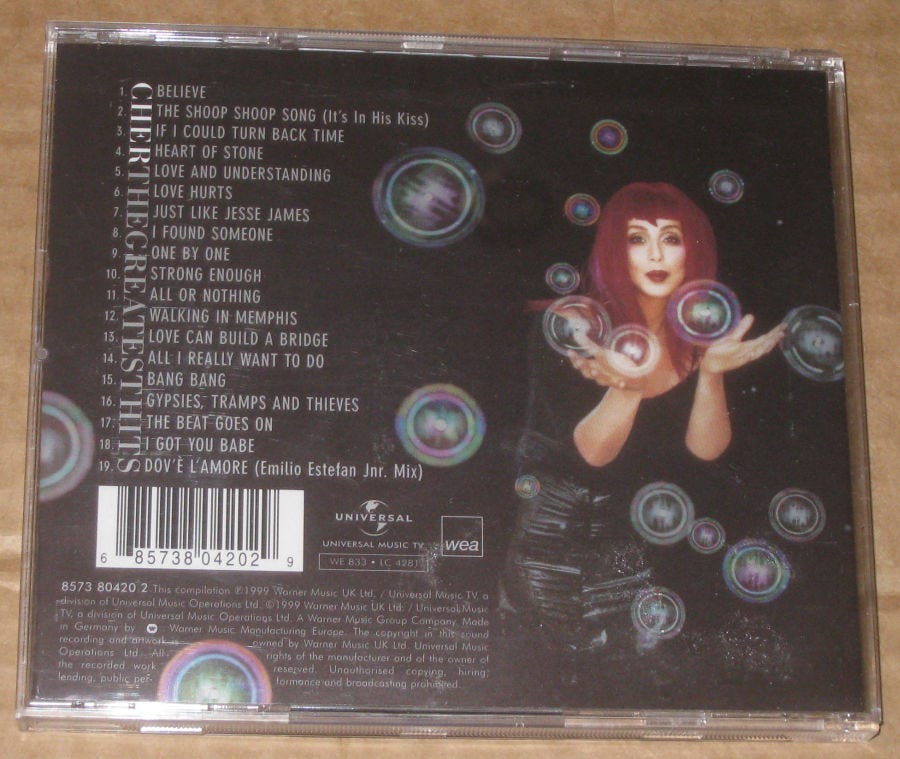 CHERTHEGREATESTHITS
1. BELIEVE
2. THE SHOOP SHOOP SONG (It's In His Kiss)
3. IF I COULD TURN BACK TIME
4. HEART OF STONE
5. LOVE AND UNDERSTANDING
6. LOVE HURTS
7. JUST LIKE JESSE JAMES
8. I FOUND SOMEONE
9. ONE BY ONE
10. STRONG ENOUGH
11. ALL OR NOTHING
12. WALKING IN MEMPHIS
13. LOVE CAN BUILD A BRIDGE
14. ALL I REALLY WANT TO DO
15. BANG BANG
16. GYPSIES, TRAMPS AND THIEVES
17. THE BEAT GOES ON
18. I GOT YOU BABE
19. DOV'È L'AMORE (Emilio Estefan Jnr. Mix)
6 85738 04202 9
UNIVERSAL
UNIVERSAL MUSIC TV
WE 833 • LC 4281
wea
8573 80420 2 This compilation ℗1999 Warner Music UK Ltd. / Universal Music TV, a
division of Universal Music Operations Ltd. ©1999 Warner Music UK Ltd. / Universal Music
TV, a division of Universal Music Operations Ltd. A Warner Music Group Company. Made
in Germany by Warner Music Manufacturing Europe. The copyright in this sound
recording and artwork is owned by Warner Music UK Ltd. Universal Music
Operations Ltd. All rights of the manufacturer and of the owner of
the recorded work reserved. Unauthorised copying, hiring,
lending, public per- formance and broadcasting prohibited.